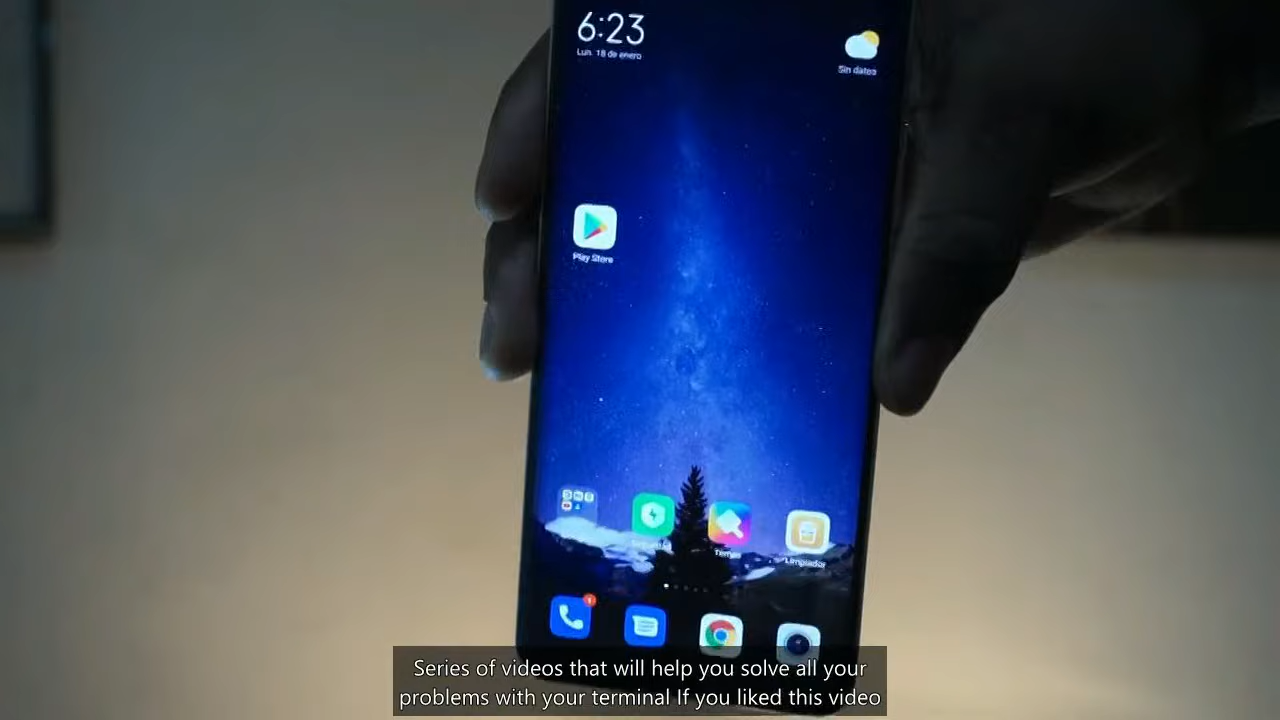 6:23
Lun. 18 de enero
Sin datos
Play Store
Temas
Limpiador
Series of videos that will help you solve all your
problems with your terminal If you liked this video